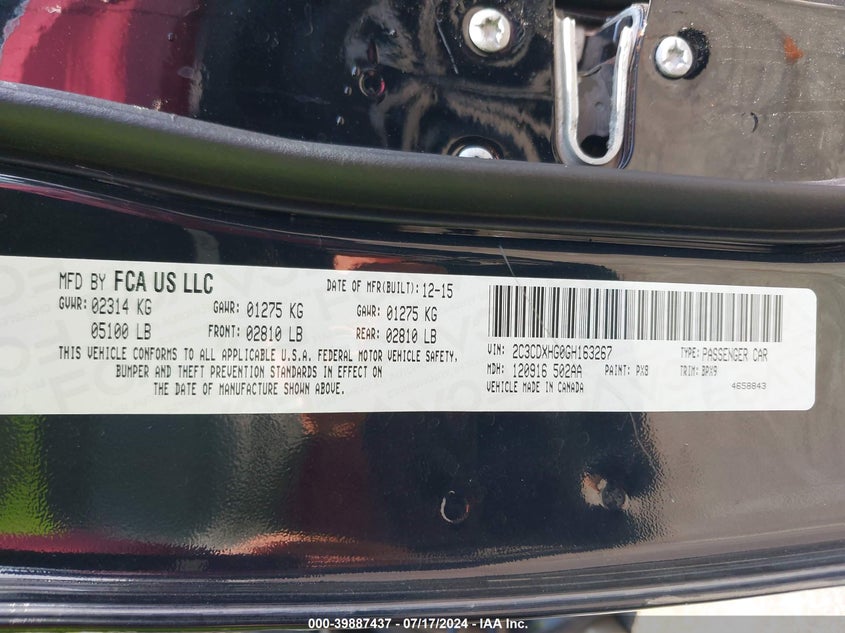 MFD BY FCA US LLC
DATE OF MFR(BUILT): 12-15
GVWR: 02314 KG GAWR: 01275 KG GAWR: 01275 KG
05100 LB FRONT: 02810 LB REAR: 02810 LB
THIS VEHICLE CONFORMS TO ALL APPLICABLE U.S.A. FEDERAL MOTOR VEHICLE SAFETY,
BUMPER AND THEFT PREVENTION STANDARDS IN EFFECT ON
THE DATE OF MANUFACTURE SHOWN ABOVE.
VIN: 2C3CDXHG0GH163267 TYPE: PASSENGER CAR
MDH: 120916 502AA PAINT: PX8 TRIM: BPX9
VEHICLE MADE IN CANADA 4658843
000-39887437 - 07/17/2024 - IAA Inc.